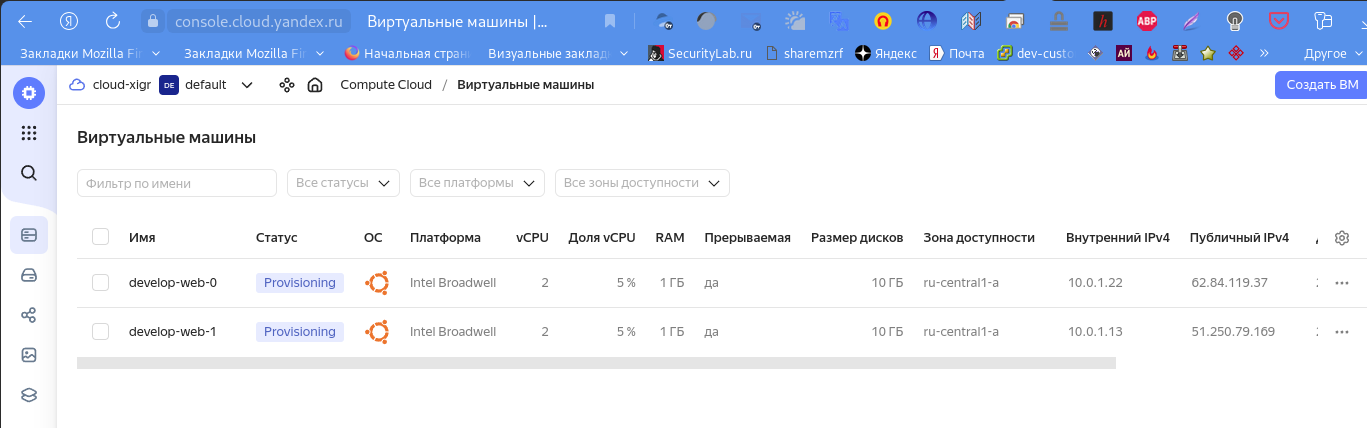 Я console.cloud.yandex.ru Виртуальные машины |... ABP
Закладки Mozilla Fir Закладки Mozilla Fir Начальная стран Визуальные заклад SecurityLab.ru sharemzrf Яндекс Я Почта dev-custo АЙ » Другое
cloud-xigr DE default Compute Cloud / Виртуальные машины Создать ВМ
Виртуальные машины
Фильтр по имени Все статусы Все платформы Все зоны доступности
Имя Статус ОС Платформа vCPU Доля vCPU RAM Прерываемая Размер дисков Зона доступности Внутренний IPv4 Публичный IPv4
develop-web-0 Provisioning Intel Broadwell 2 5 % 1 ГБ да 10 ГБ ru-central1-a 10.0.1.22 62.84.119.37
develop-web-1 Provisioning Intel Broadwell 2 5 % 1 ГБ да 10 ГБ ru-central1-a 10.0.1.13 51.250.79.169